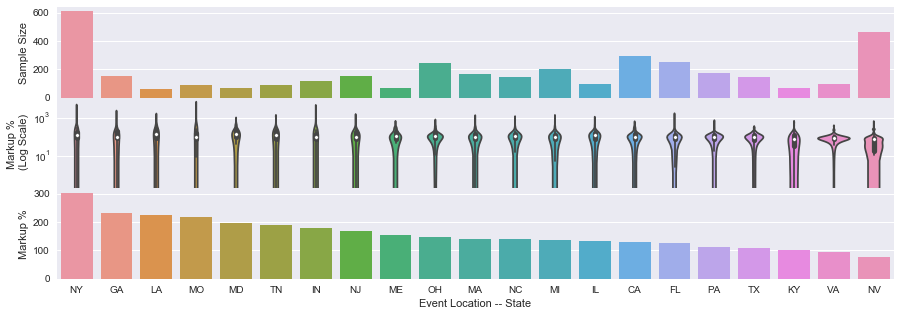 600
400
200
0
Sample Size
10³
10¹
Markup %
(Log Scale)
300
200
100
0
Markup %
NY GA LA MO MD TN IN NJ ME OH MA NC MI IL CA FL PA TX KY VA NV
Event Location -- State